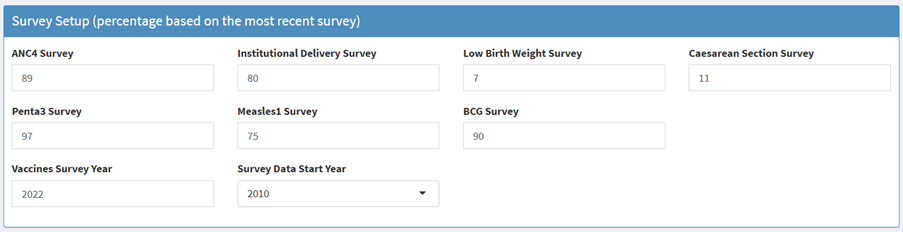 Survey Setup (percentage based on the most recent survey)
ANC4 Survey Institutional Delivery Survey Low Birth Weight Survey Caesarean Section Survey
89 80 7 11
Penta3 Survey Measles1 Survey BCG Survey
97 75 90
Vaccines Survey Year Survey Data Start Year
2022 2010